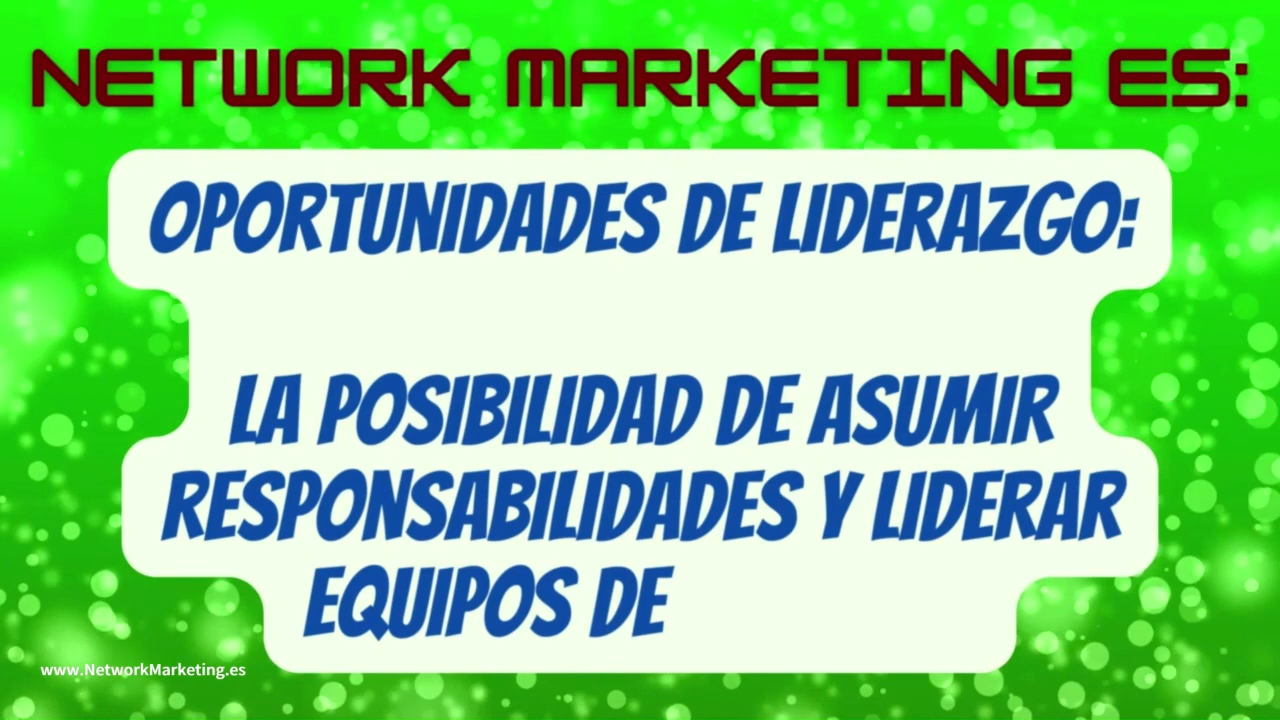 NETWORK MARKETING ES:
OPORTUNIDADES DE LIDERAZGO:
LA POSIBILIDAD DE ASUMIR
RESPONSABILIDADES Y LIDERAR
EQUIPOS DE
www.NetworkMarketing.es